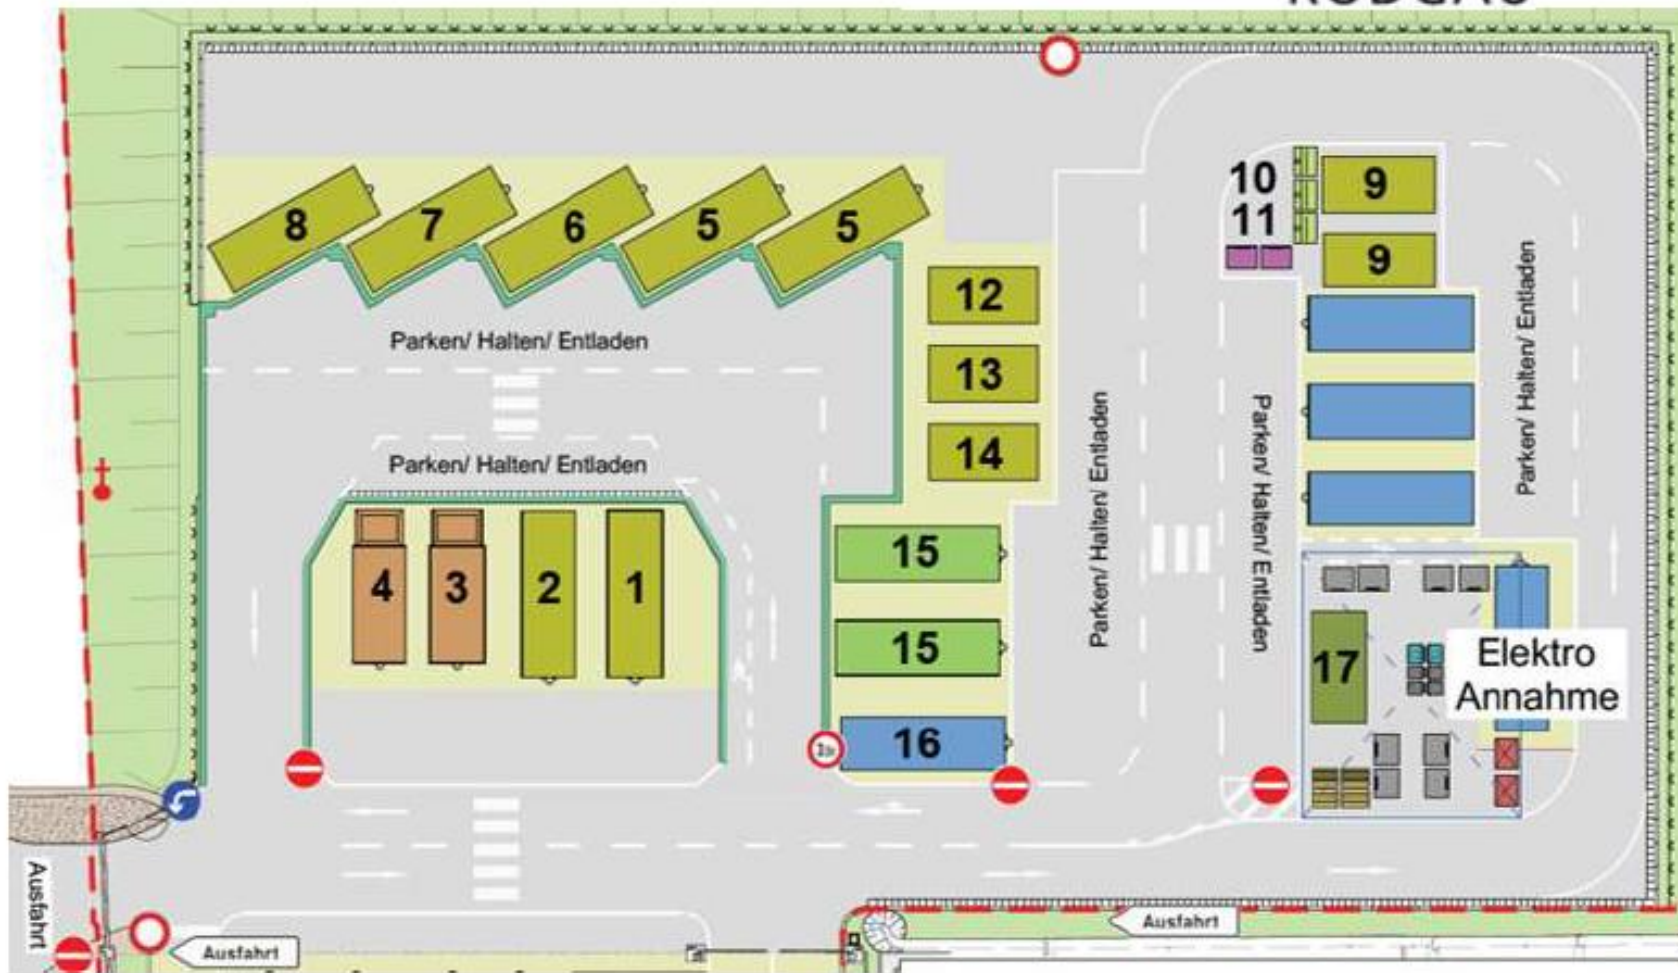 10
9
11
8
7
6
5
5
9
12
Parken/ Halten/ Entladen
13
14
Parken/ Halten/ Entladen
Parken/ Halten/ Entladen
Parken/ Halten/ Entladen
Parken/ Halten/ Entladen
4
3
2
1
15
15
17
Elektro
Annahme
16
Ausfahrt
Ausfahrt
Ausfahrt